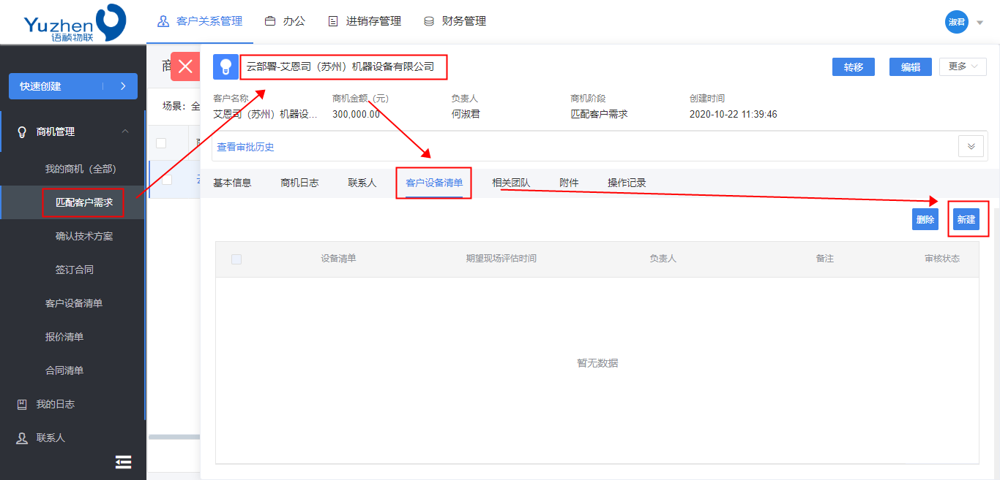 Yuzhen
语祯物联
客户关系管理
办公
进销存管理
财务管理
淑君
快速创建
商机管理
我的商机（全部）
匹配客户需求
确认技术方案
签订合同
客户设备清单
报价清单
合同清单
我的日志
联系人
商
场景：全
云部署-艾恩司（苏州）机器设备有限公司
转移
编辑
更多
客户名称 商机金额（元） 负责人 商机阶段 创建时间
艾恩司（苏州）机器设... 300,000.00 何淑君 匹配客户需求 2020-10-22 11:39:46
查看审批历史
基本信息 商机日志 联系人 客户设备清单 相关团队 附件 操作记录
删除 新建
设备清单 期望现场评估时间 负责人 备注 审核状态
暂无数据